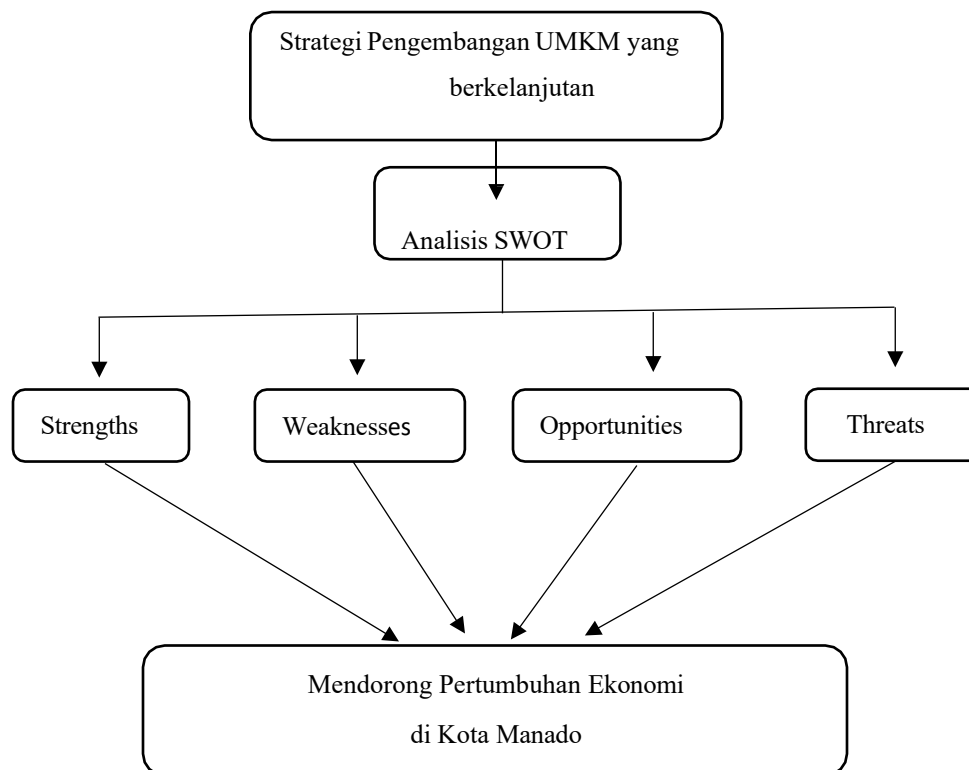 Strategi Pengembangan UMKM yang
berkelanjutan
Analisis SWOT
Strengths
Weaknesses
Opportunities
Threats
Mendorong Pertumbuhan Ekonomi
di Kota Manado